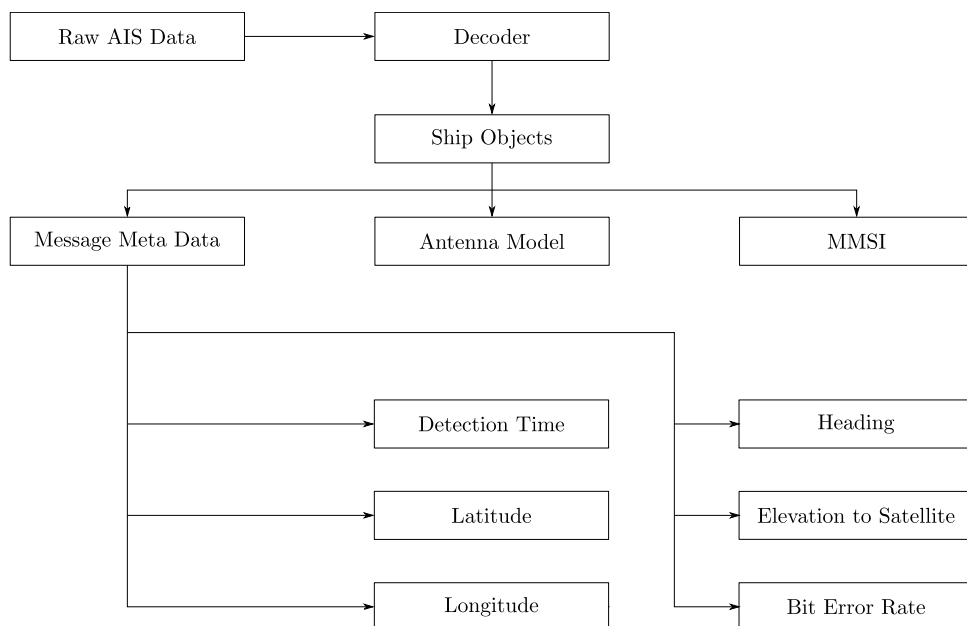 Raw AIS Data
Decoder
Ship Objects
Message Meta Data
Antenna Model
MMSI
Detection Time
Heading
Latitude
Elevation to Satellite
Longitude
Bit Error Rate